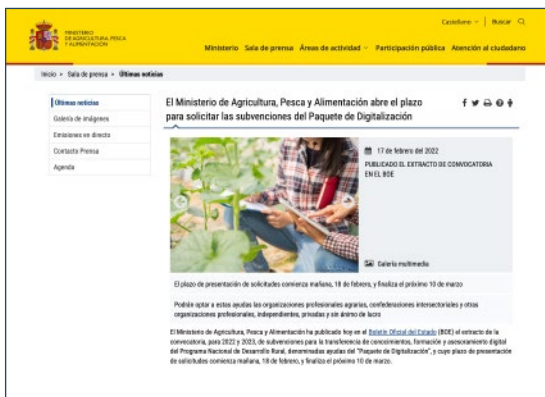 MINISTERIO
DE AGRICULTURA, PESCA
Y ALIMENTACIÓN
Castellano
Buscar
Ministerio Sala de prensa Áreas de actividad Participación pública Atención al ciudadano
Inicio > Sala de prensa > Últimas noticias
Últimas noticias
Galería de imágenes
Emisiones en directo
Contacto Prensa
Agenda
El Ministerio de Agricultura, Pesca y Alimentación abre el plazo
para solicitar las subvenciones del Paquete de Digitalización
17 de febrero del 2022
PUBLICADO EL EXTRACTO DE CONVOCATORIA
EN EL BOE
Galería multimedia
El plazo de presentación de solicitudes comienza mañana, 18 de febrero, y finaliza el próximo 10 de marzo
Podrán optar a estas ayudas las organizaciones profesionales agrarias, confederaciones intersectoriales y otras
organizaciones profesionales, independientes, privadas y sin ánimo de lucro
El Ministerio de Agricultura, Pesca y Alimentación ha publicado hoy en el Boletín Oficial del Estado (BOE) el extracto de la
convocatoria, para 2022 y 2023, de subvenciones para la transferencia de conocimientos, formación y asesoramiento digital
del Programa Nacional de Desarrollo Rural, denominadas ayudas del "Paquete de Digitalización", y cuyo plazo de presentación
de solicitudes comienza mañana, 18 de febrero, y finaliza el próximo 10 de marzo.